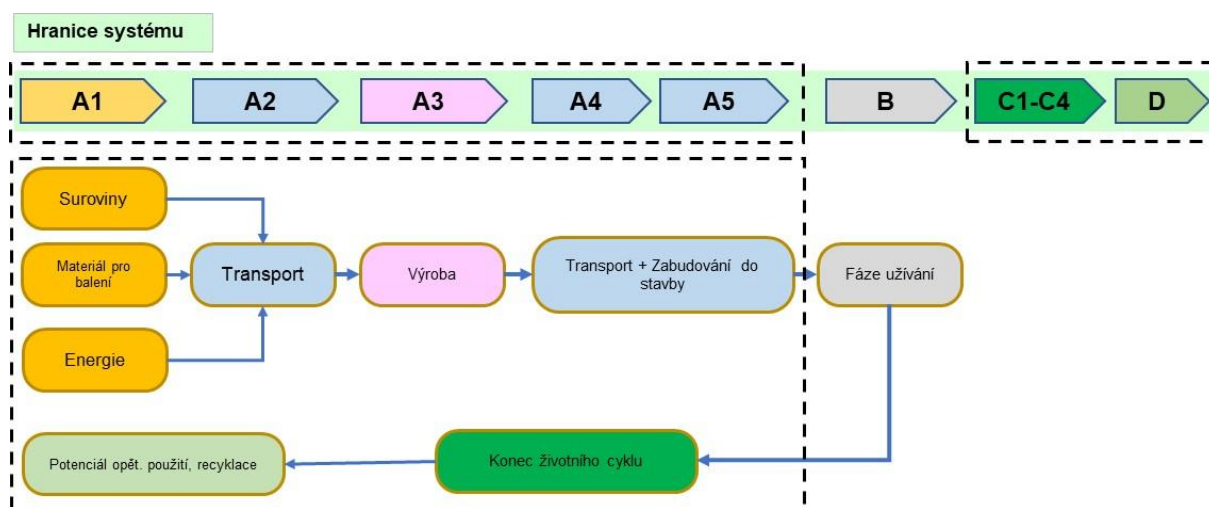 Hranice systému
A1
A2
A3
A4
A5
B
C1-C4
D
Suroviny
Materiál pro
balení
Energie
Transport
Výroba
Transport + Zabudování do
stavby
Fáze užívání
Konec životního cyklu
Potenciál opět. použití, recyklace